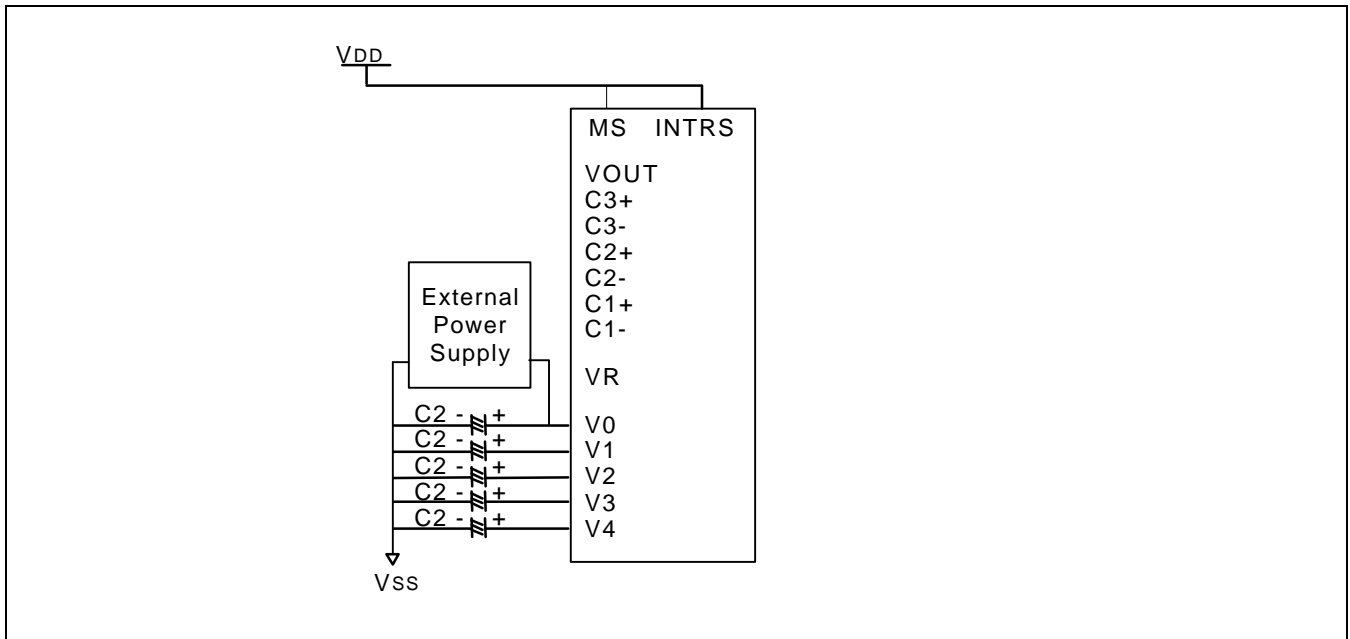 VDD
MS INTRS
VOUT
C3+
C3-
C2+
C2-
C1+
C1-
VR
External
Power
Supply
C2 - + V0
C2 - + V1
C2 - + V2
C2 - + V3
C2 - + V4
VSS